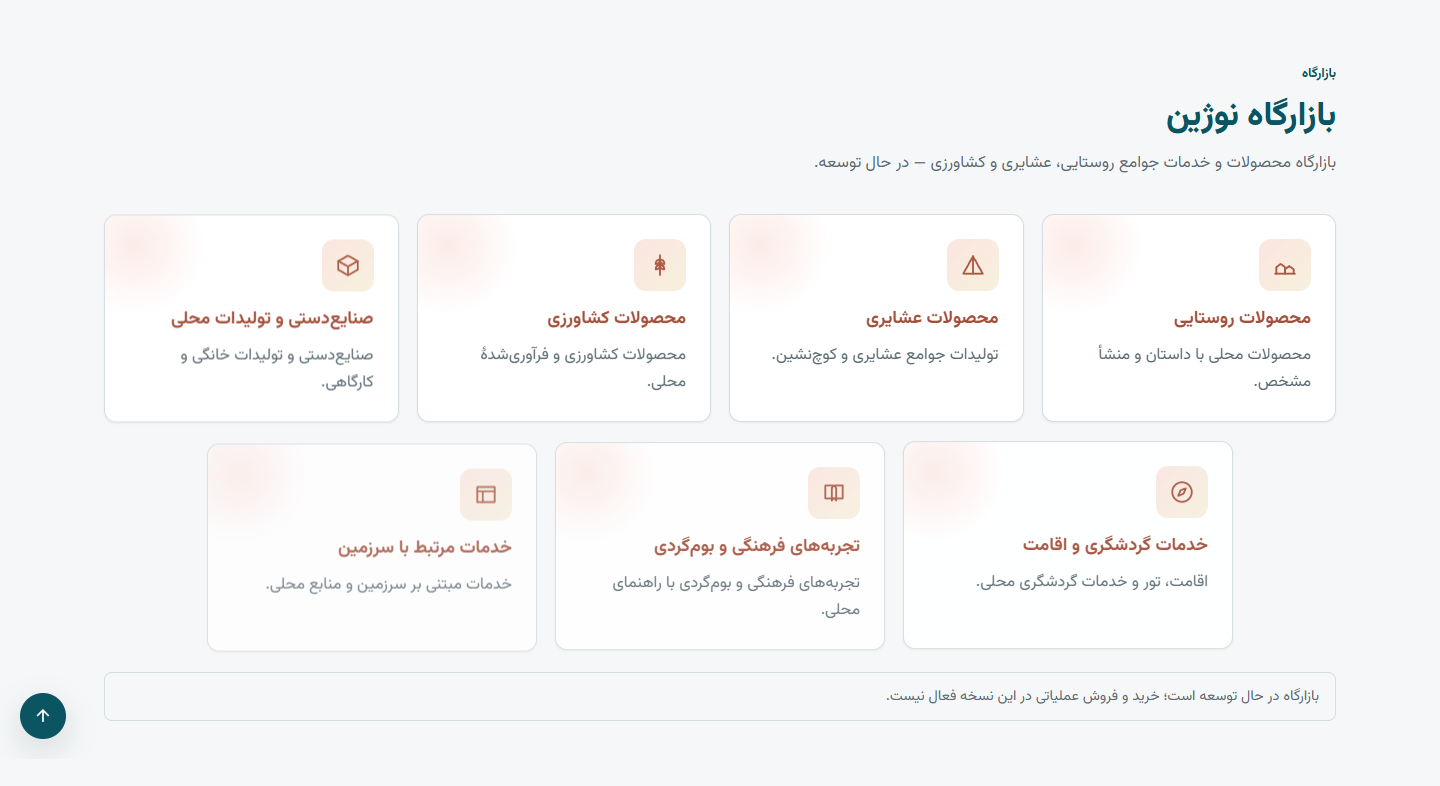 بازارگاه
بازارگاه نوژین
بازارگاه محصولات و خدمات جوامع روستایی، عشایری و کشاورزی — در حال توسعه.
محصولات روستایی
محصولات محلی با داستان و منشأ
مشخص.
محصولات عشایری
تولیدات جوامع عشایری و کوچ‌نشین.
محصولات کشاورزی
محصولات کشاورزی و فرآوری‌شدهٔ
محلی.
صنایع‌دستی و تولیدات محلی
صنایع‌دستی و تولیدات خانگی و
کارگاهی.
خدمات گردشگری و اقامت
اقامت، تور و خدمات گردشگری محلی.
تجربه‌های فرهنگی و بوم‌گردی
تجربه‌های فرهنگی و بوم‌گردی با راهنمای
محلی.
خدمات مرتبط با سرزمین
خدمات مبتنی بر سرزمین و منابع محلی.
بازارگاه در حال توسعه است؛ خرید و فروش عملیاتی در این نسخه فعال نیست.